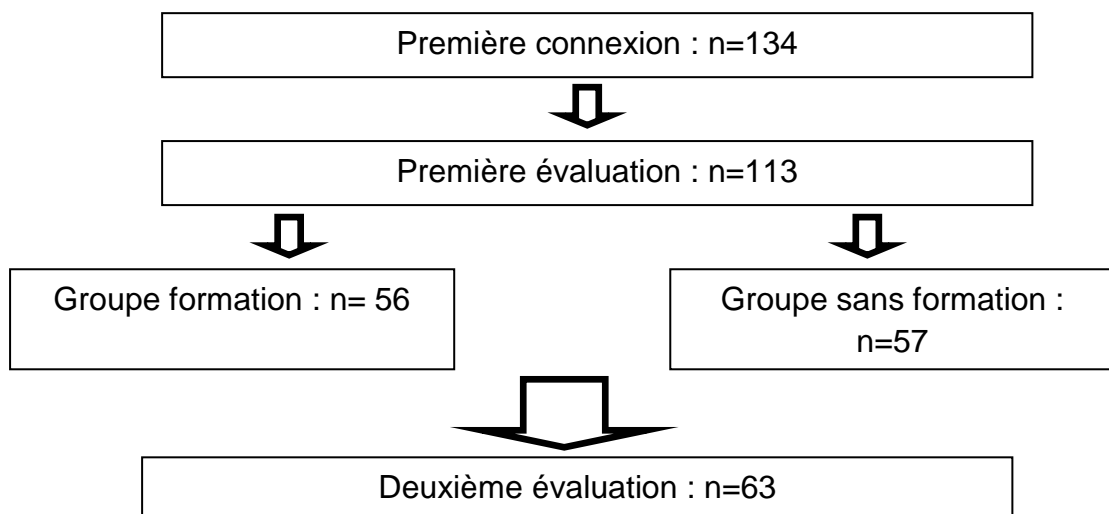 Première connexion : n=134
Première évaluation : n=113
Groupe formation : n= 56
Groupe sans formation :
n=57
Deuxième évaluation : n=63